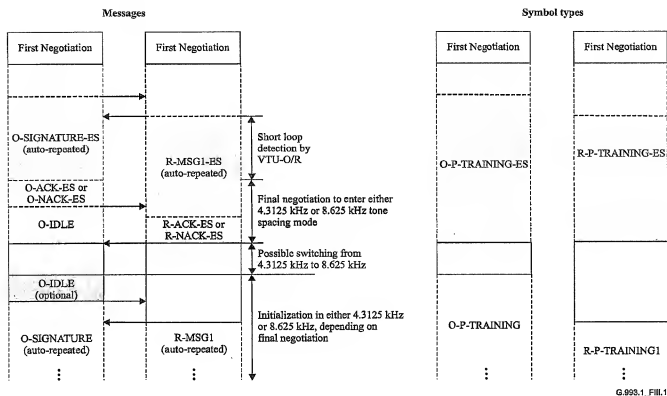 Messages
Symbol types
First Negotiation
First Negotiation
First Negotiation
First Negotiation
O-SIGNATURE-ES
(auto-repeated)
R-MSG1-ES
(auto-repeated)
Short loop
detection by
VTU-O/R
O-P-TRAINING-ES
R-P-TRAINING-ES
O-ACK-ES or
O-NACK-ES
O-IDLE
R-ACK-ES or
R-NACK-ES
Final negotiation to enter either
4.3125 kHz or 8.625 kHz tone
spacing mode
Possible switching from
4.3125 kHz to 8.625 kHz
O-IDLE
(optional)
O-SIGNATURE
(auto-repeated)
R-MSG1
(auto-repeated)
Initialization in either 4.3125 kHz
or 8.625 kHz, depending on
final negotiation
O-P-TRAINING
R-P-TRAINING1
G.993.1_FIII.1